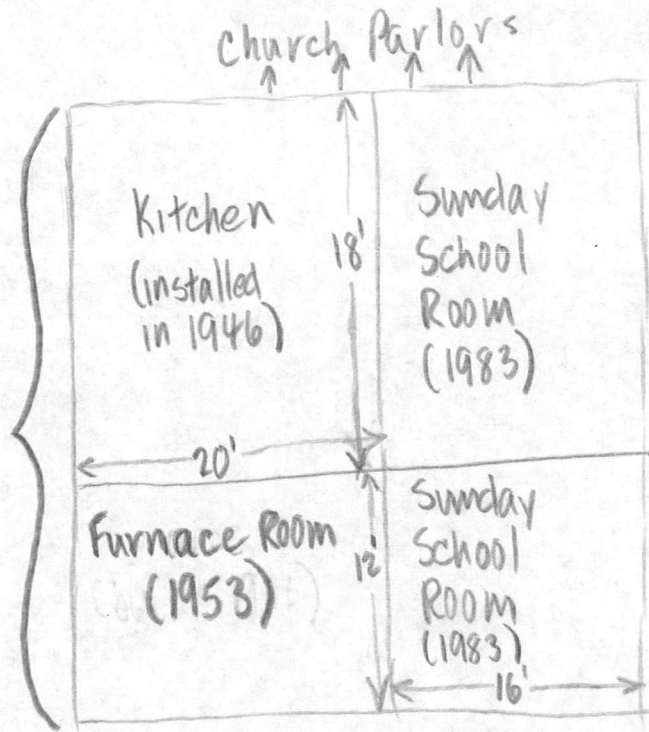 Church Parlors
Kitchen
(installed
in 1946)
18'
Sunday
School
Room
(1983)
20'
Furnace Room
(1953)
12'
Sunday
School
Room
(1983)
16'